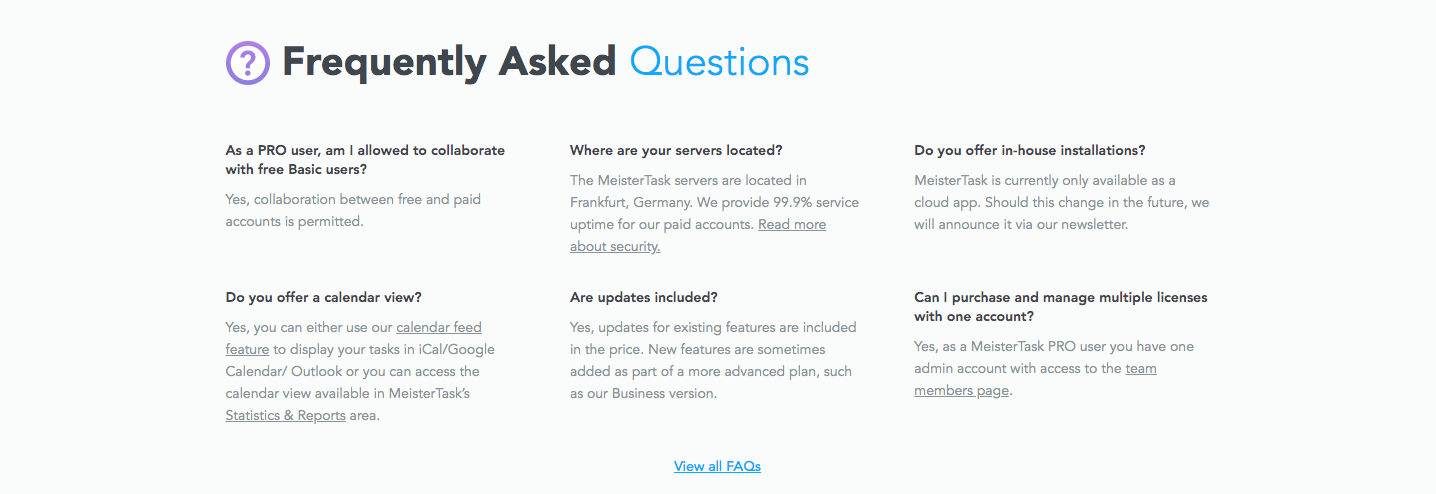 Frequently Asked Questions
As a PRO user, am I allowed to collaborate
with free Basic users?
Yes, collaboration between free and paid
accounts is permitted.
Where are your servers located?
The MeisterTask servers are located in
Frankfurt, Germany. We provide 99.9% service
uptime for our paid accounts. Read more
about security.
Do you offer in-house installations?
MeisterTask is currently only available as a
cloud app. Should this change in the future, we
will announce it via our newsletter.
Do you offer a calendar view?
Yes, you can either use our calendar feed
feature to display your tasks in iCal/Google
Calendar/ Outlook or you can access the
calendar view available in MeisterTask’s
Statistics & Reports area.
Are updates included?
Yes, updates for existing features are included
in the price. New features are sometimes
added as part of a more advanced plan, such
as our Business version.
Can I purchase and manage multiple licenses
with one account?
Yes, as a MeisterTask PRO user you have one
admin account with access to the team
members page.
View all FAQs